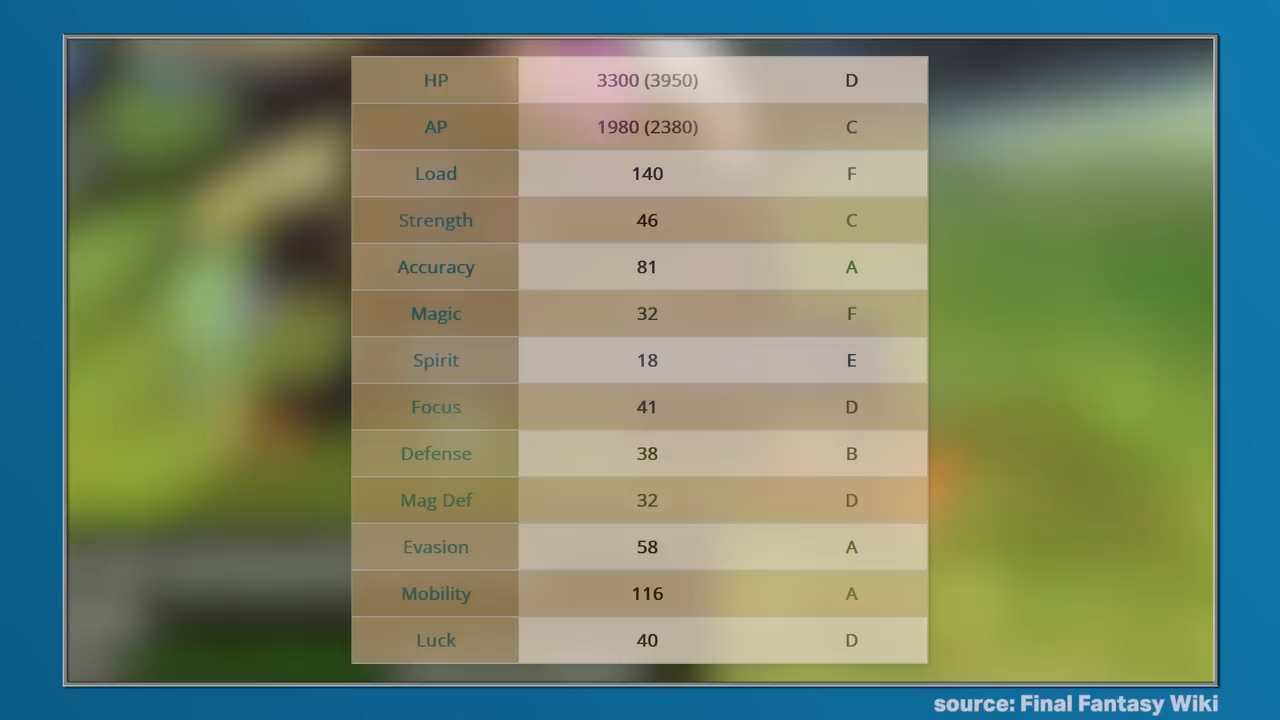 HP 3300 (3950) D
AP 1980 (2380) C
Load 140 F
Strength 46 C
Accuracy 81 A
Magic 32 F
Spirit 18 E
Focus 41 D
Defense 38 B
Mag Def 32 D
Evasion 58 A
Mobility 116 A
Luck 40 D
source: Final Fantasy Wiki